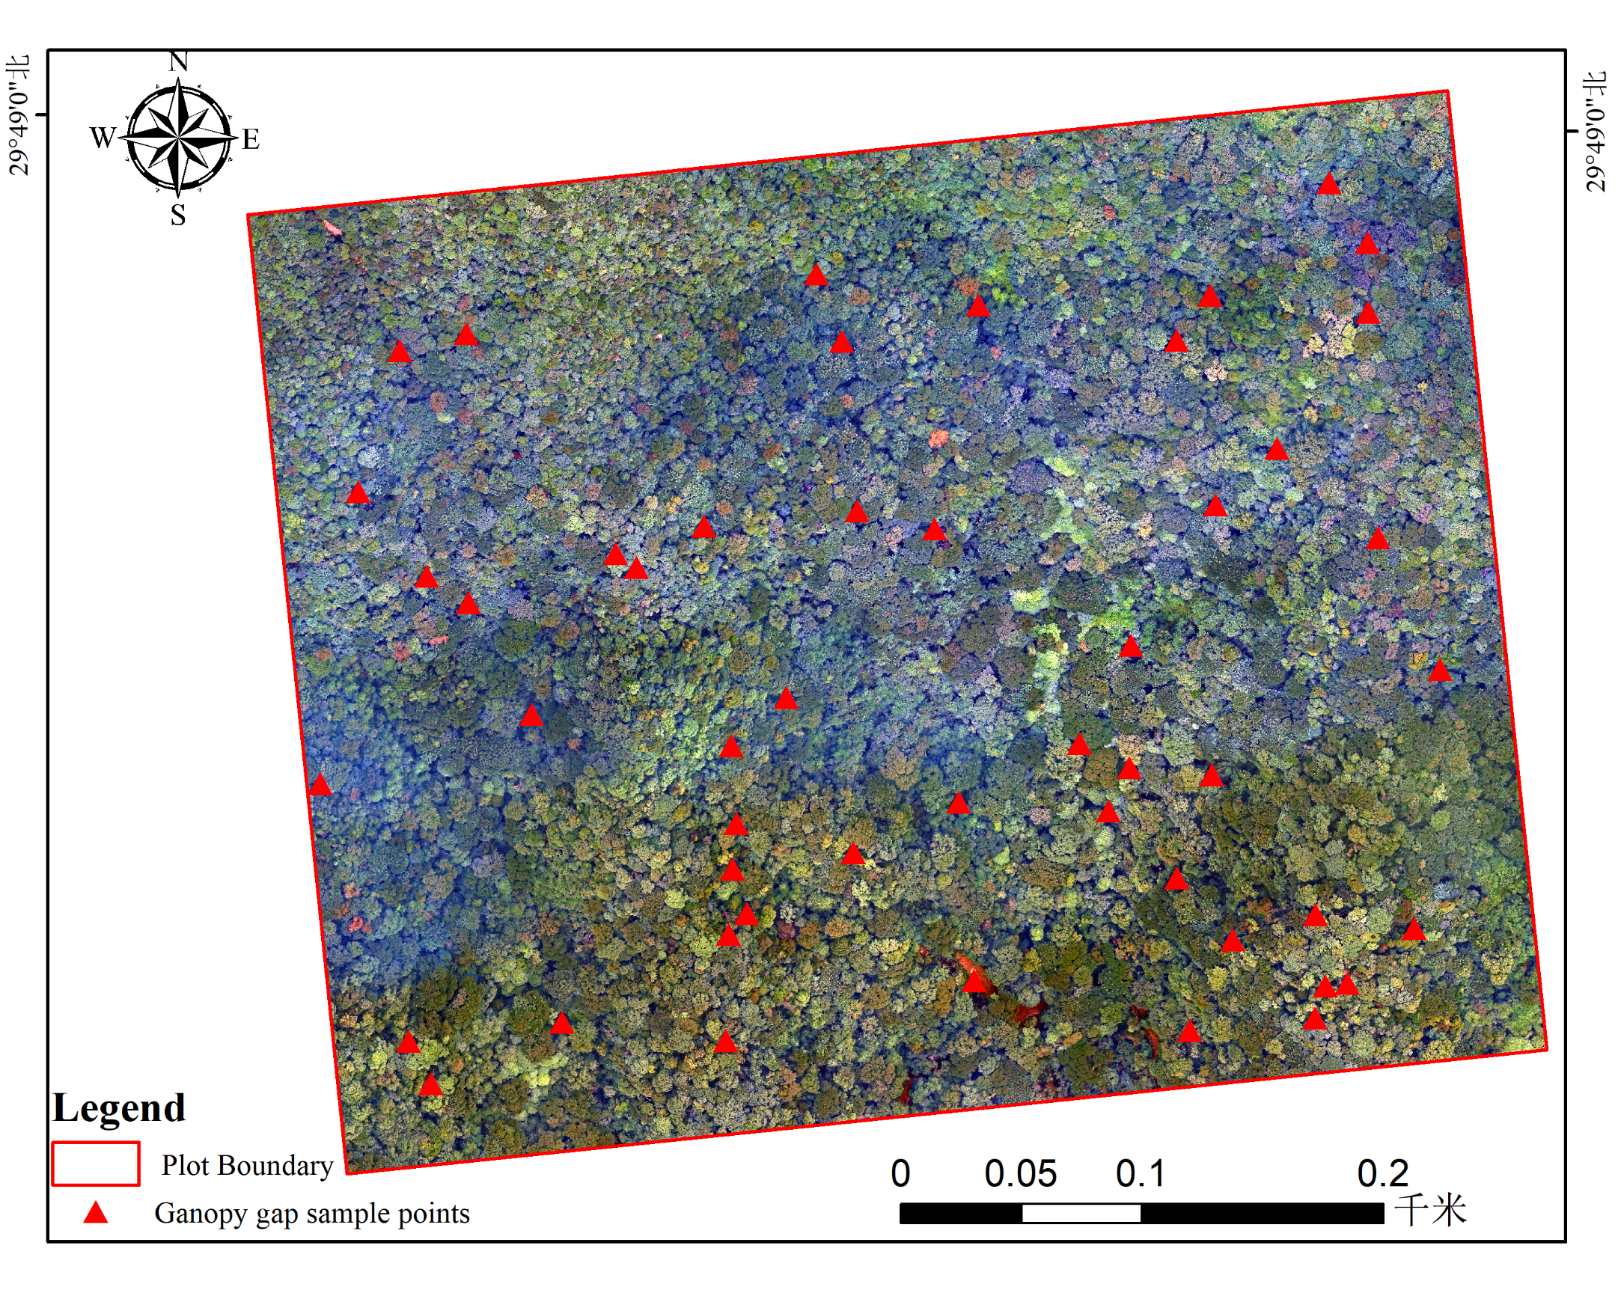 N
W
E
S
29°49'0"北
29°49'0"北
Legend
Plot Boundary
Ganopy gap sample points
0 0.05 0.1 0.2
千米